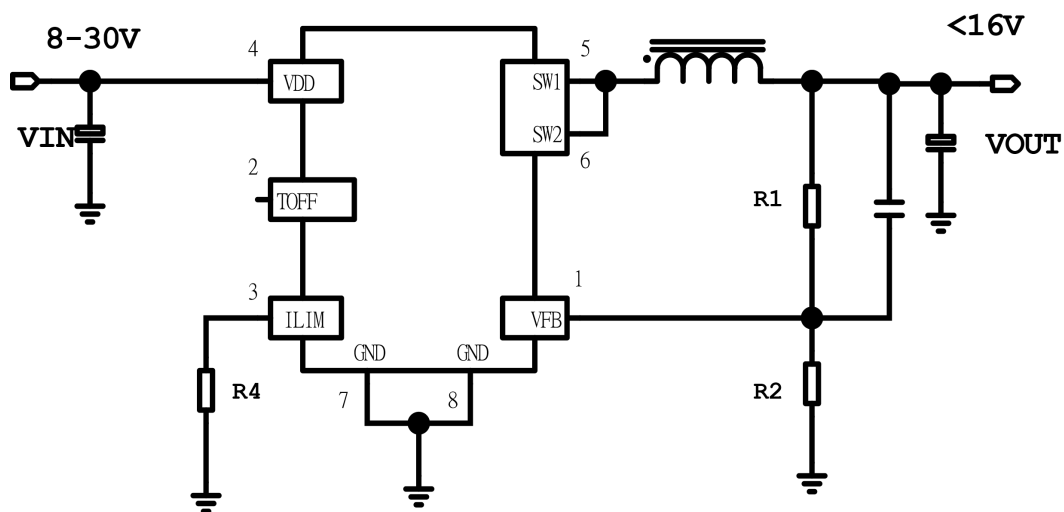 8-30V
<16V
4
5
VDD
SW1
VIN
SW2
VOUT
6
2
TOFF
R1
3
1
ILIM
VFB
GND
GND
R4
7
8
R2